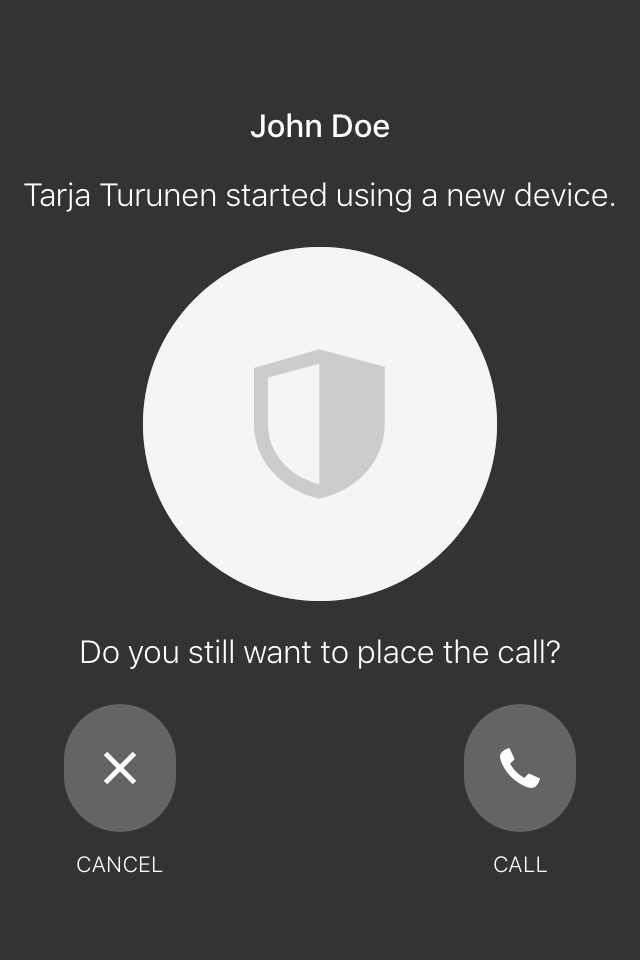 John Doe
Tarja Turunen started using a new device.
Do you still want to place the call?
CANCEL
CALL